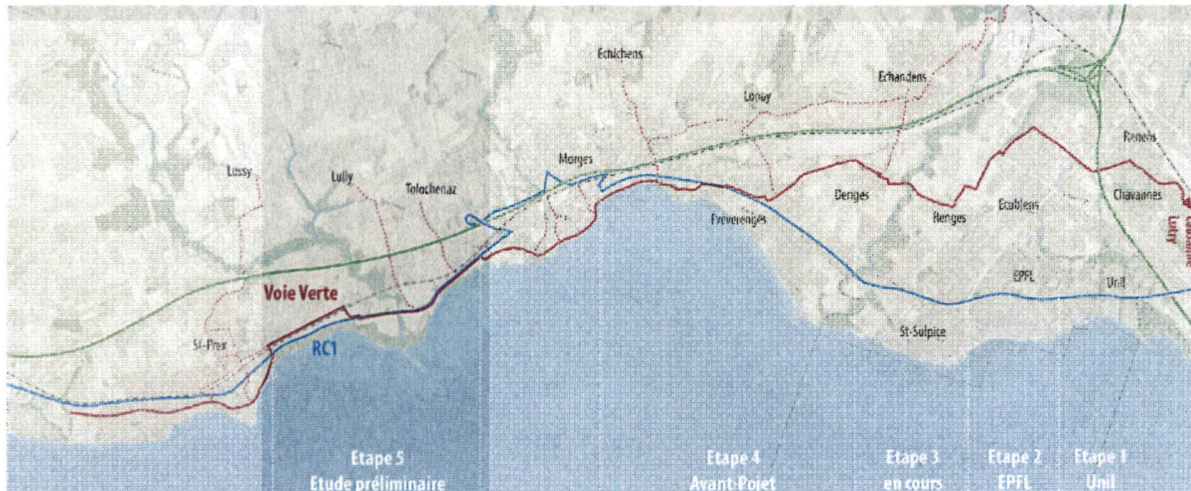 Echichens
Lonay
Echandens
Renens
Lussy
Lully
Tolochenaz
Morges
Denges
Renges
Ecublens
Chavannes
Lausanne
Lutry
Préverenges
Voie Verte
RC1
St-Prex
EPFL
Unil
St-Sulpice
Etape 5
Etude préliminaire
Etape 4
Avant-Pojet
Etape 3
en cours
Etape 2
EPFL
Etape 1
Unil